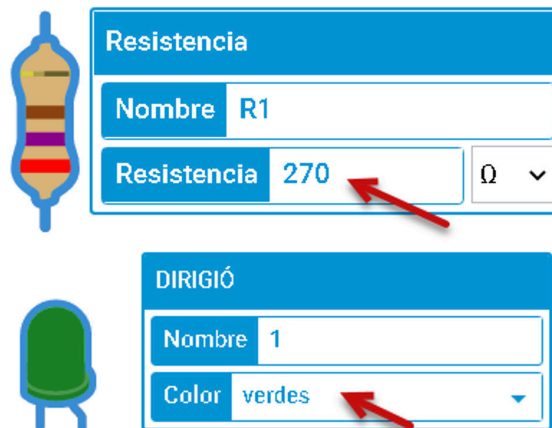 Resistencia
Nombre R1
Resistencia 270 Ω
DIRIGIÓ
Nombre 1
Color verdes